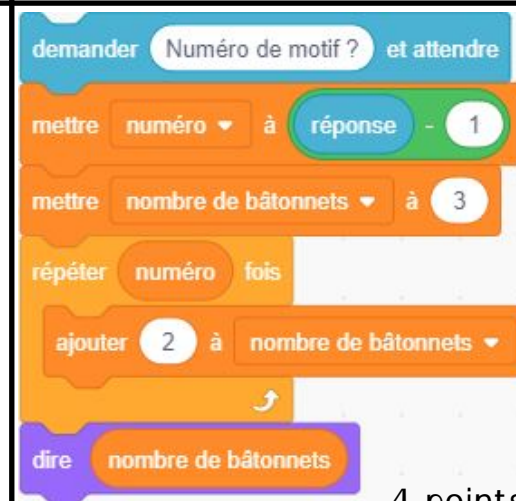 demander Numéro de motif ? et attendre
mettre numéro à réponse - 1
mettre nombre de bâtonnets à 3
répéter numéro fois
ajouter 2 à nombre de bâtonnets
dire nombre de bâtonnets
4 points